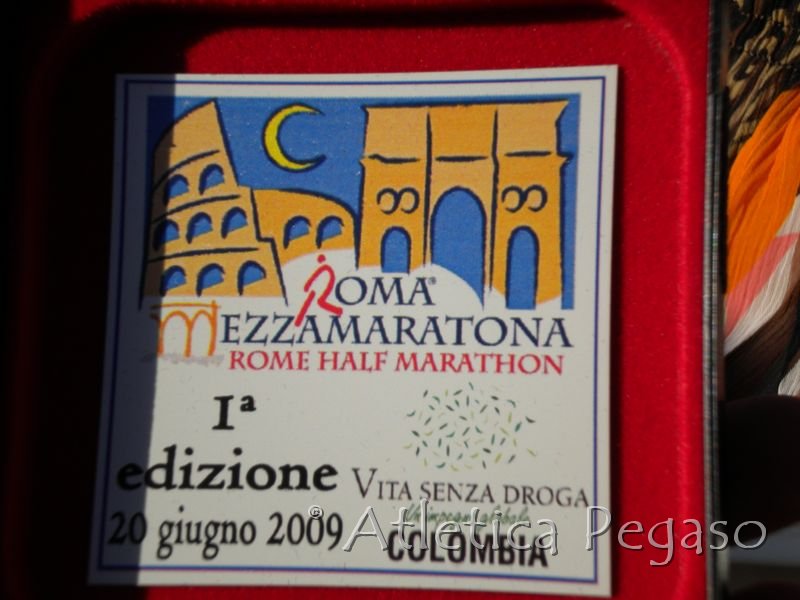 ROMA®
MEZZAMARATONA
ROME HALF MARATHON
Iª
edizione
20 giugno 2009
VITA SENZA DROGA
COLOMBIA
© Atletica Pegaso